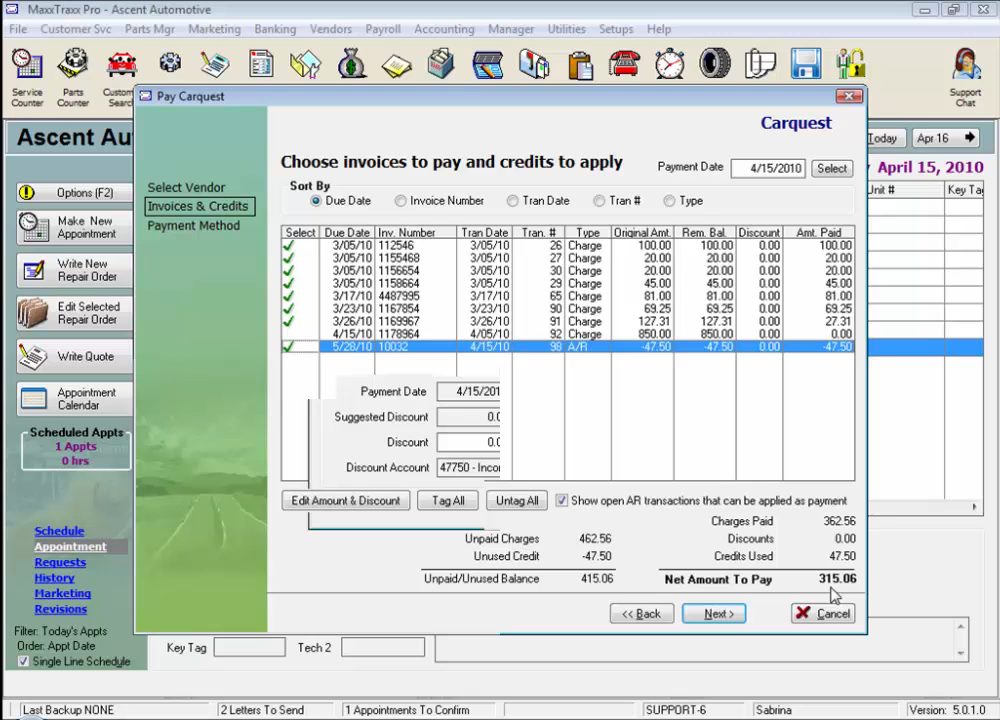 MaxxTraxx Pro - Ascent Automotive
File Customer Svc Parts Mgr Marketing Banking Vendors Payroll Accounting Manager Utilities Setups Help
Service Counter
Parts Counter
Custom Searc
Support Chat
Pay Carquest
Ascent Au
Today Apr 16
April 15, 2010
Unit # Key Tag
Options (F2)
Make New Appointment
Write New Repair Order
Edit Selected Repair Order
Write Quote
Appointment Calendar
Scheduled Appts
1 Appts
0 hrs
Schedule
Appointment
Requests
History
Marketing
Revisions
Filter: Today's Appts
Order: Appt Date
Single Line Schedule
Select Vendor
Invoices & Credits
Payment Method
Carquest
Choose invoices to pay and credits to apply
Payment Date 4/15/2010 Select
Sort By
Due Date Invoice Number Tran Date Tran # Type
Select Due Date Inv. Number Tran Date Tran. # Type Original Amt. Rem. Bal. Discount Amt. Paid
3/05/10 112546 3/05/10 26 Charge 100.00 100.00 0.00 100.00
3/05/10 1155468 3/05/10 27 Charge 20.00 20.00 0.00 20.00
3/05/10 1156654 3/05/10 30 Charge 20.00 20.00 0.00 20.00
3/05/10 1158664 3/05/10 29 Charge 45.00 45.00 0.00 45.00
3/17/10 4487995 3/17/10 65 Charge 81.00 81.00 0.00 81.00
3/23/10 1167854 3/23/10 90 Charge 69.25 69.25 0.00 69.25
3/26/10 1169967 3/26/10 91 Charge 127.31 127.31 0.00 127.31
4/15/10 1178964 4/05/10 92 Charge 850.00 850.00 0.00 0.00
5/28/10 10032 4/15/10 98 A/R -47.50 -47.50 0.00 -47.50
Payment Date 4/15/201
Suggested Discount 0.0
Discount 0.0
Discount Account 47750 - Inco
Edit Amount & Discount Tag All Untag All Show open AR transactions that can be applied as payment
Charges Paid 362.56
Unpaid Charges 462.56 Discounts 0.00
Unused Credit -47.50 Credits Used 47.50
Unpaid/Unused Balance 415.06 Net Amount To Pay 315.06
<< Back Next > Cancel
Key Tag Tech 2
Last Backup NONE 2 Letters To Send 1 Appointments To Confirm SUPPORT-6 Sabrina Version: 5.0.1.0